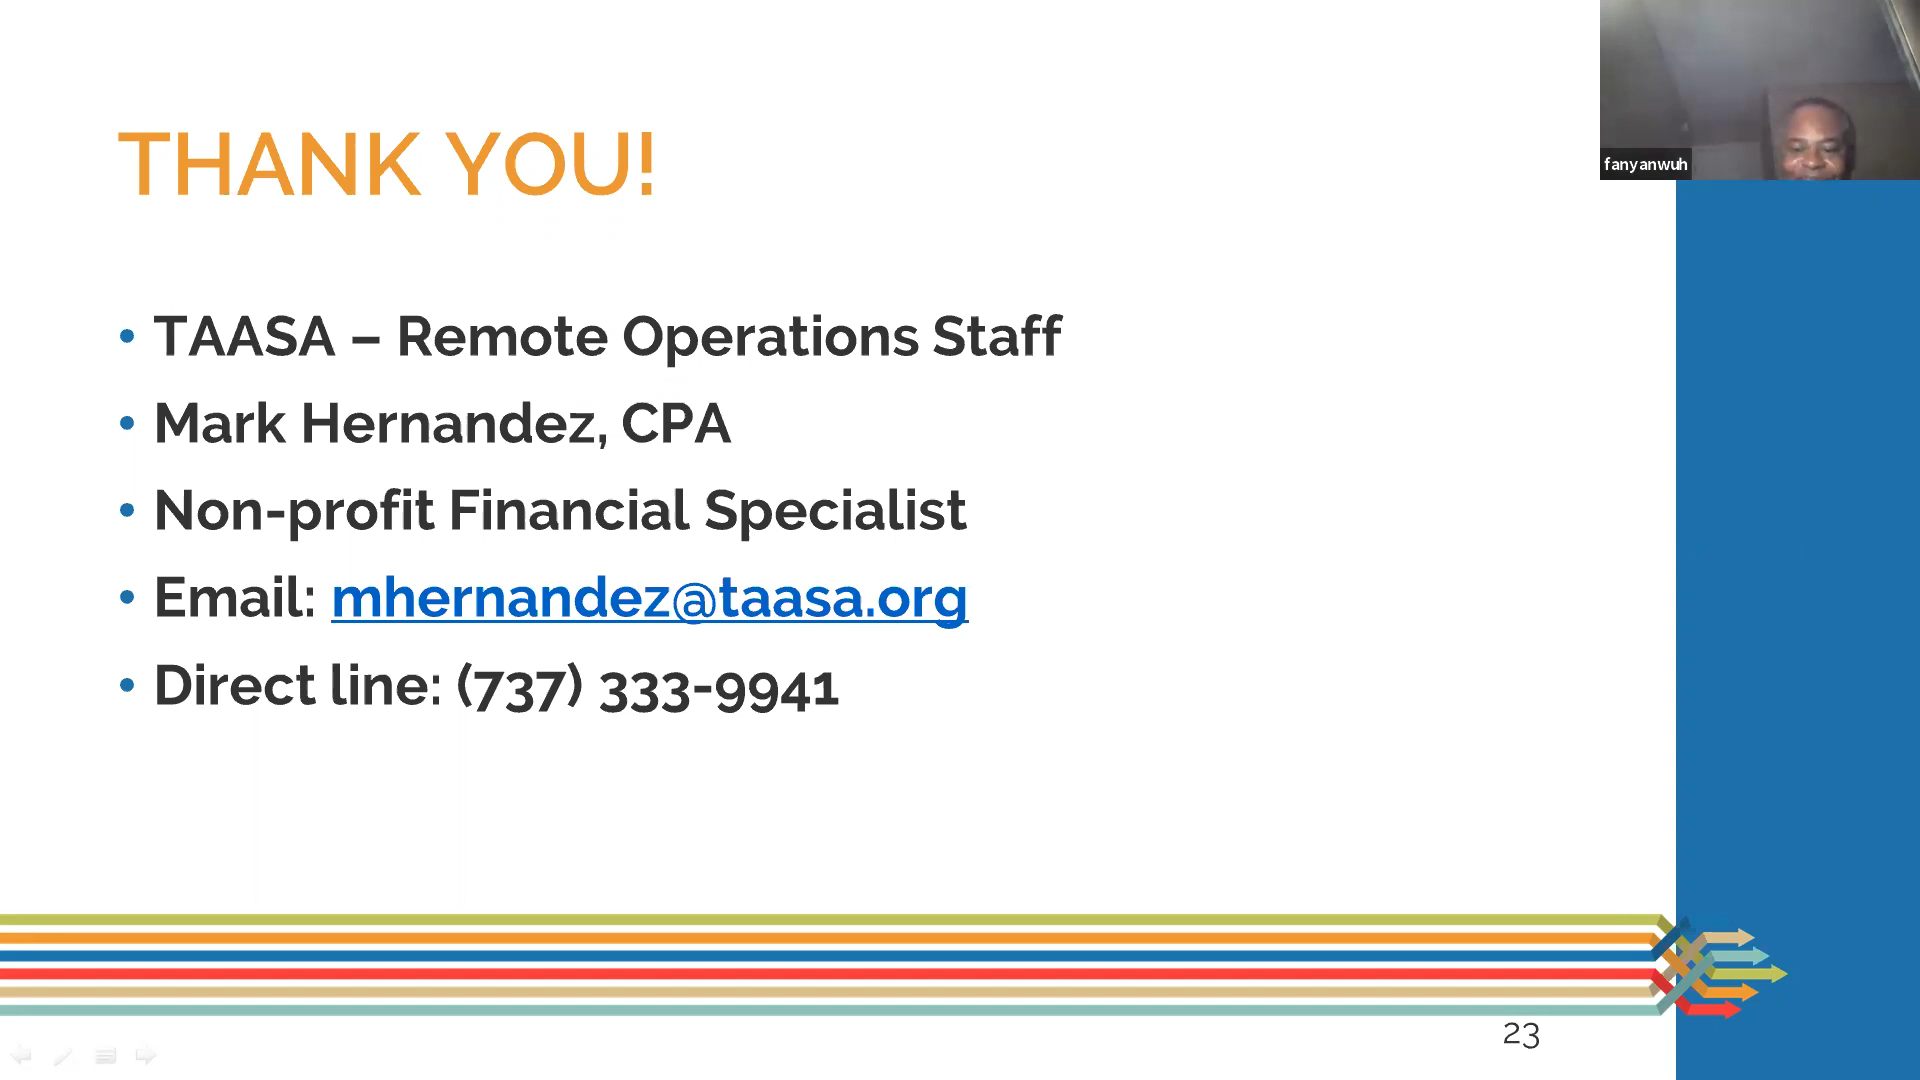 THANK YOU!
fanyanwuh
• TAASA – Remote Operations Staff
• Mark Hernandez, CPA
• Non-profit Financial Specialist
• Email: mhernandez@taasa.org
• Direct line: (737) 333-9941
23